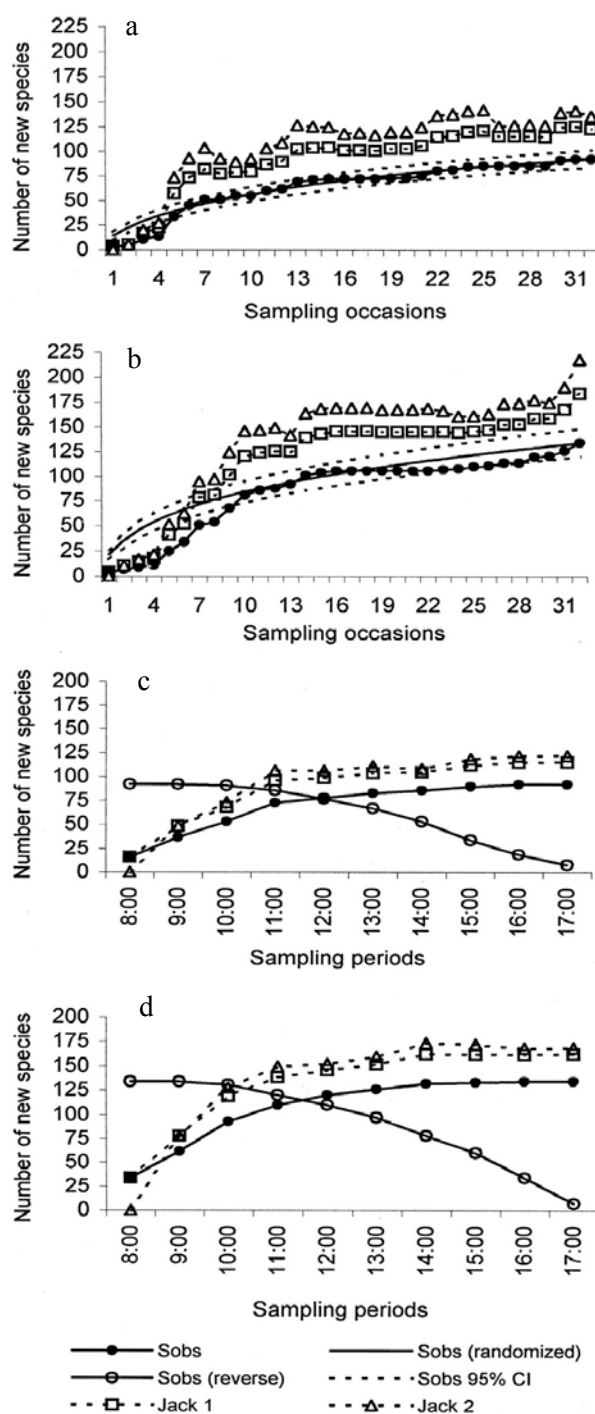 a
Number of new species
225
200
175
150
125
100
75
50
25
0
1 4 7 10 13 16 19 22 25 28 31
Sampling occasions
b
Number of new species
225
200
175
150
125
100
75
50
25
0
1 4 7 10 13 16 19 22 25 28 31
Sampling occasions
c
Number of new species
200
175
150
125
100
75
50
25
0
8:00 9:00 10:00 11:00 12:00 13:00 14:00 15:00 16:00 17:00
Sampling periods
d
Number of new species
200
175
150
125
100
75
50
25
0
8:00 9:00 10:00 11:00 12:00 13:00 14:00 15:00 16:00 17:00
Sampling periods
Sobs Sobs (randomized)
Sobs (reverse) Sobs 95% CI
Jack 1 Jack 2